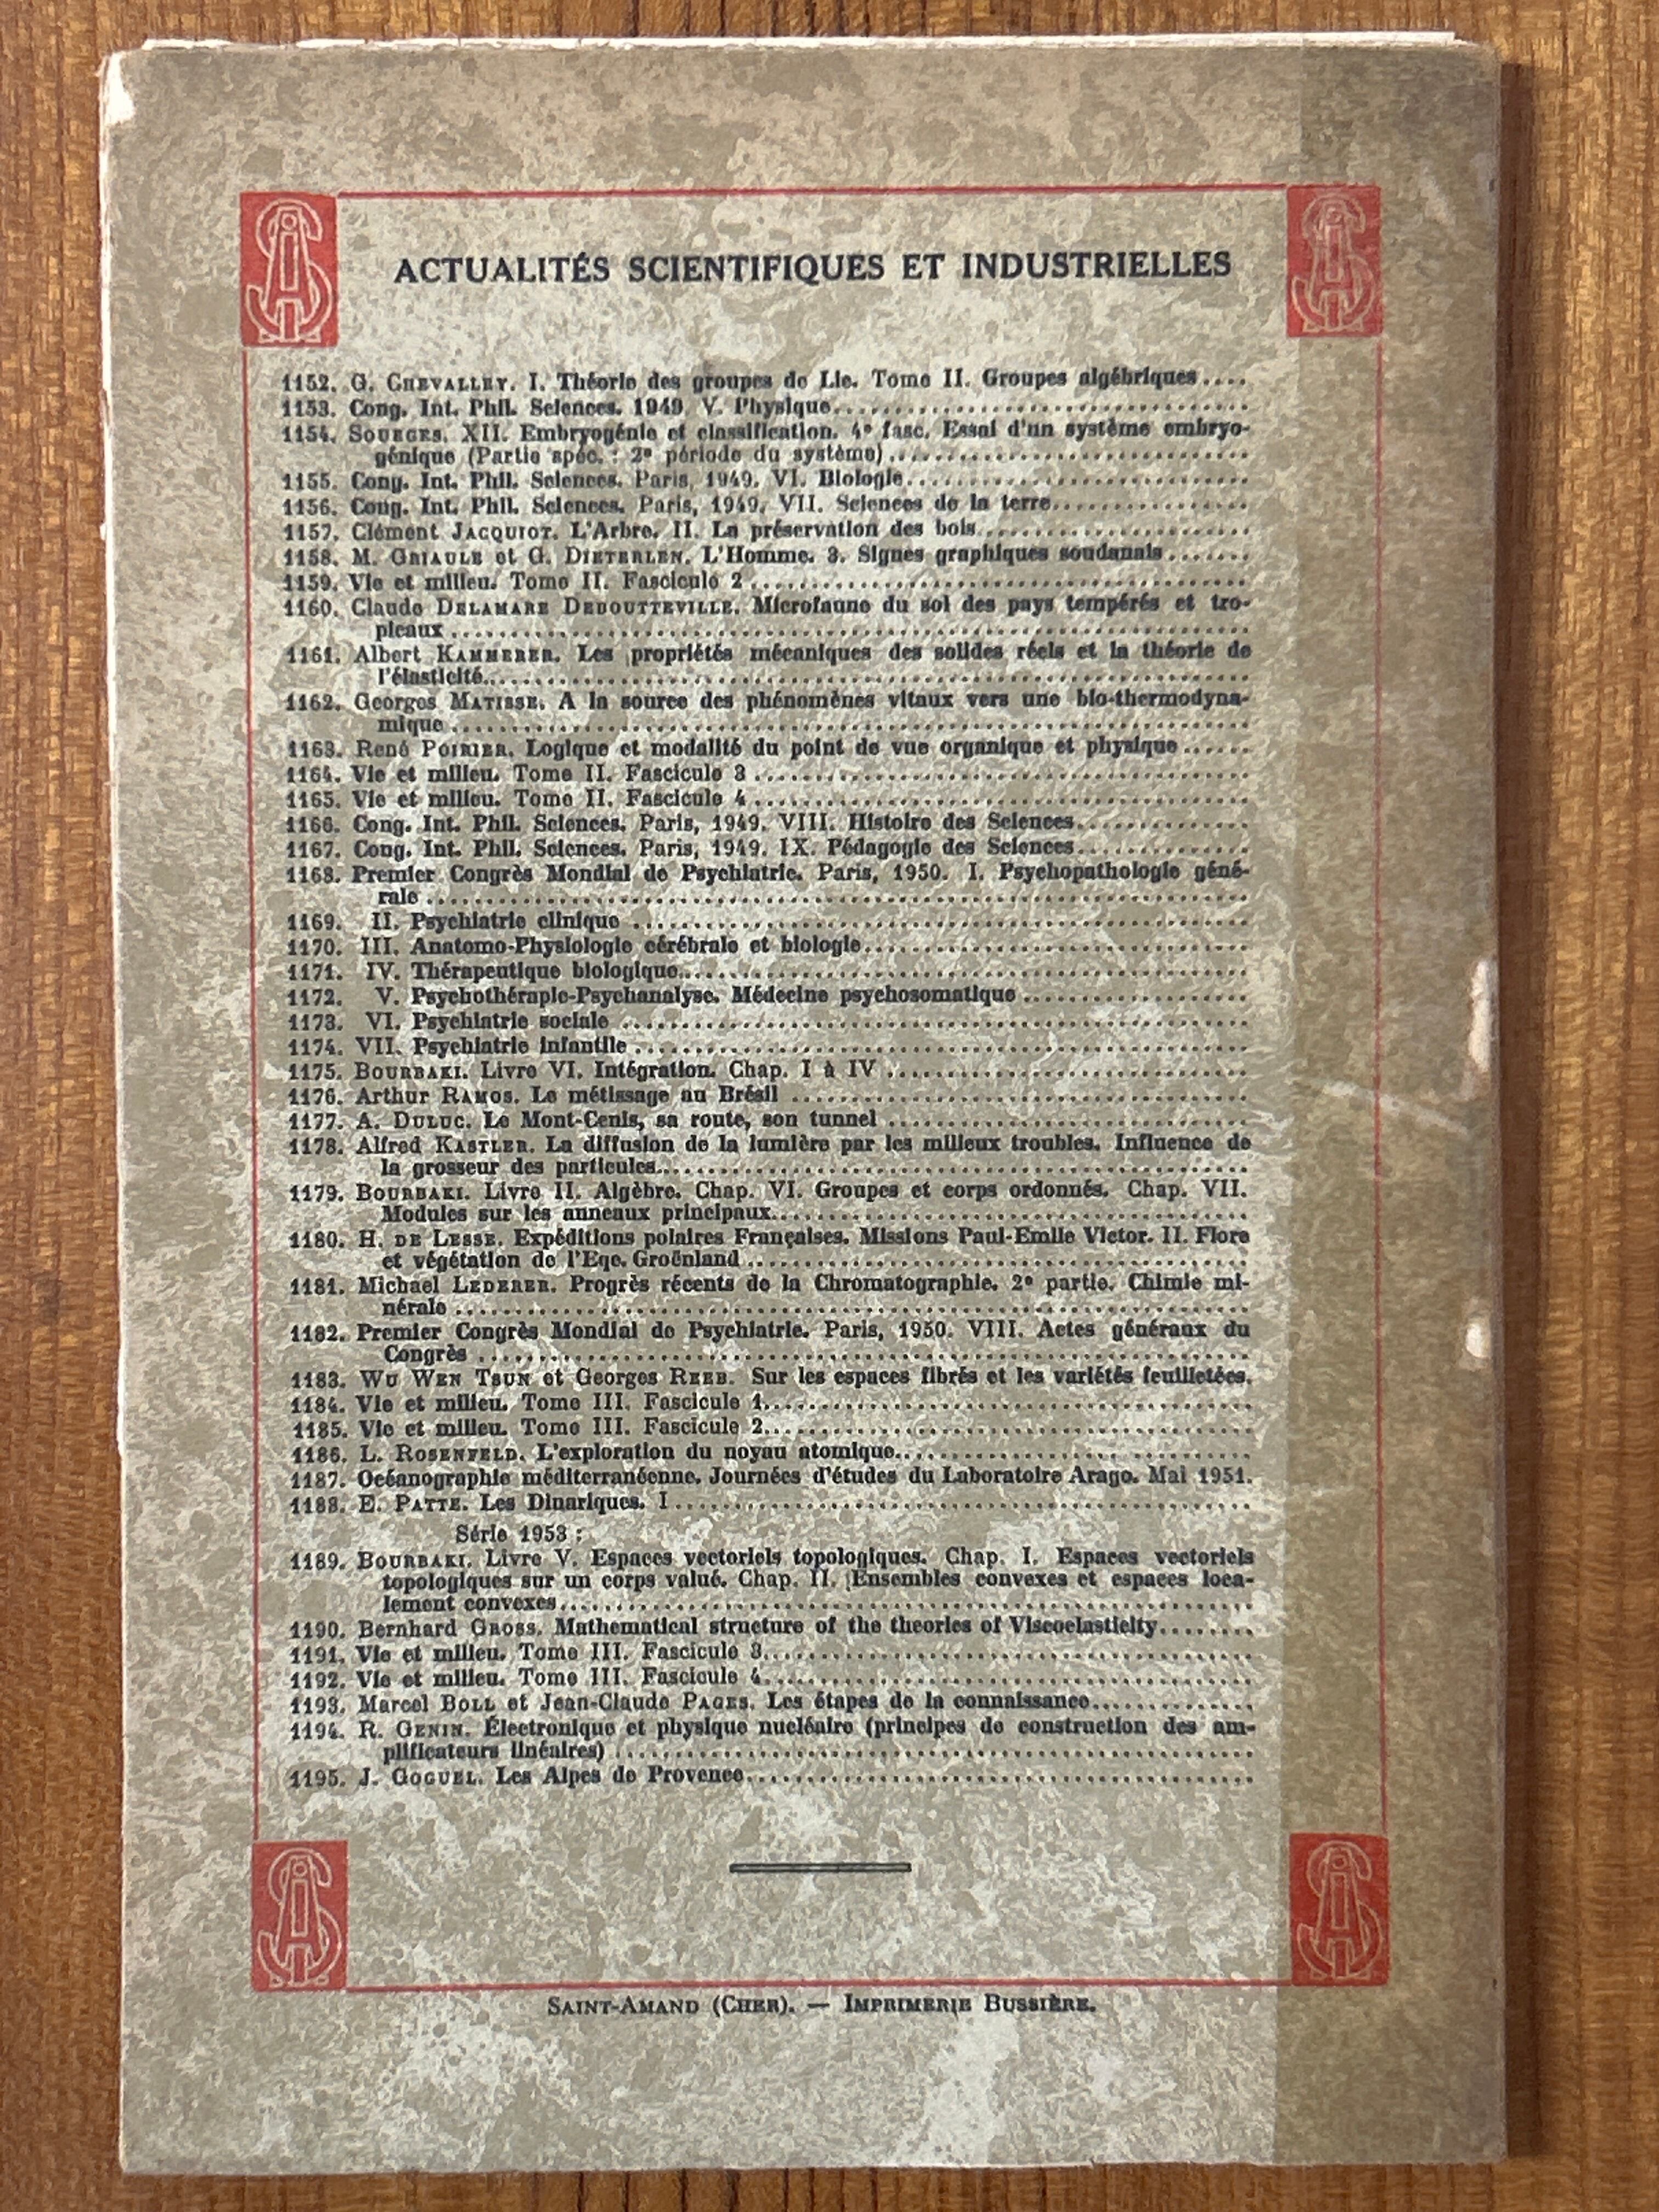 ACTUALITÉS SCIENTIFIQUES ET INDUSTRIELLES
1152. G. CHEVALLEY. I. Théorie des groupes de Lie. Tome II. Groupes algébriques....
1153. Cong. Int. Phil. Sciences. 1949. V. Physique........
1154. SOUEGES. XII. Embryogénie et classification. 4e fasc. Essai d'un système embryo-
génique (Partie spéc. : 2e période du système)........
1155. Cong. Int. Phil. Sciences. Paris, 1949. VI. Biologie........
1156. Cong. Int. Phil. Sciences. Paris, 1949. VII. Sciences de la terre........
1157. Clément JACQUIOT. L'Arbre. II. La préservation des bois........
1158. M. GRIAULE et G. DIETERLEN. L'Homme. 3. Signes graphiques soudanais.......
1159. Vie et milieu. Tome II. Fascicule 2........
1160. Claude DELAMARE DEBOUTTEVILLE. Microfaune du sol des pays tempérés et tro-
picaux........
1161. Albert KAMMERER. Les propriétés mécaniques des solides réels et la théorie de
l'élasticité........
1162. Georges MATISSE. A la source des phénomènes vitaux vers une bio-thermodyna-
mique........
1163. René POIRIER. Logique et modalité du point de vue organique et physique......
1164. Vie et milieu. Tome II. Fascicule 3........
1165. Vie et milieu. Tome II. Fascicule 4........
1166. Cong. Int. Phil. Sciences. Paris, 1949. VIII. Histoire des Sciences........
1167. Cong. Int. Phil. Sciences. Paris, 1949. IX. Pédagogie des Sciences........
1168. Premier Congrès Mondial de Psychiatrie. Paris, 1950. I. Psychopathologie géné-
rale........
1169. II. Psychiatrie clinique........
1170. III. Anatomo-Physiologie cérébrale et biologie........
1171. IV. Thérapeutique biologique........
1172. V. Psychothérapie-Psychanalyse. Médecine psychosomatique........
1173. VI. Psychiatrie sociale........
1174. VII. Psychiatrie infantile........
1175. BOURBAKI. Livre VI. Intégration. Chap. I à IV........
1176. Arthur RAMOS. Le métissage au Brésil........
1177. A. DULUC. Le Mont-Cenis, sa route, son tunnel........
1178. Alfred KASTLER. La diffusion de la lumière par les milieux troubles. Influence de
la grosseur des particules........
1179. BOURBAKI. Livre II. Algèbre. Chap. VI. Groupes et corps ordonnés. Chap. VII.
Modules sur les anneaux principaux........
1180. H. DE LESSE. Expéditions polaires Françaises. Missions Paul-Emile Victor. II. Flore
et végétation de l'Eqe. Groënland........
1181. Michael LEDERER. Progrès récents de la Chromatographie. 2e partie. Chimie mi-
nérale........
1182. Premier Congrès Mondial de Psychiatrie. Paris, 1950. VIII. Actes généraux du
Congrès........
1183. WU WEN TSUN et Georges REEB. Sur les espaces fibrés et les variétés feuilletées.
1184. Vie et milieu. Tome III. Fascicule 1........
1185. Vie et milieu. Tome III. Fascicule 2........
1186. L. ROSENFELD. L'exploration du noyau atomique........
1187. Océanographie méditerranéenne. Journées d'études du Laboratoire Arago. Mai 1951.
1188. E. PATTE. Les Dinariques. I........
Série 1953 :
1189. BOURBAKI. Livre V. Espaces vectoriels topologiques. Chap. I. Espaces vectoriels
topologiques sur un corps valué. Chap. II. Ensembles convexes et espaces loca-
lement convexes........
1190. Bernhard GROSS. Mathematical structure of the theories of Viscoelasticity........
1191. Vie et milieu. Tome III. Fascicule 3........
1192. Vie et milieu. Tome III. Fascicule 4........
1193. Marcel BOLL et Jean-Claude PAGES. Les étapes de la connaissance........
1194. R. GENIN. Électronique et physique nucléaire (principes de construction des am-
plificateurs linéaires)........
1195. J. GOGUEL. Les Alpes de Provence........
SAINT-AMAND (CHER). — IMPRIMERIE BUSSIÈRE.